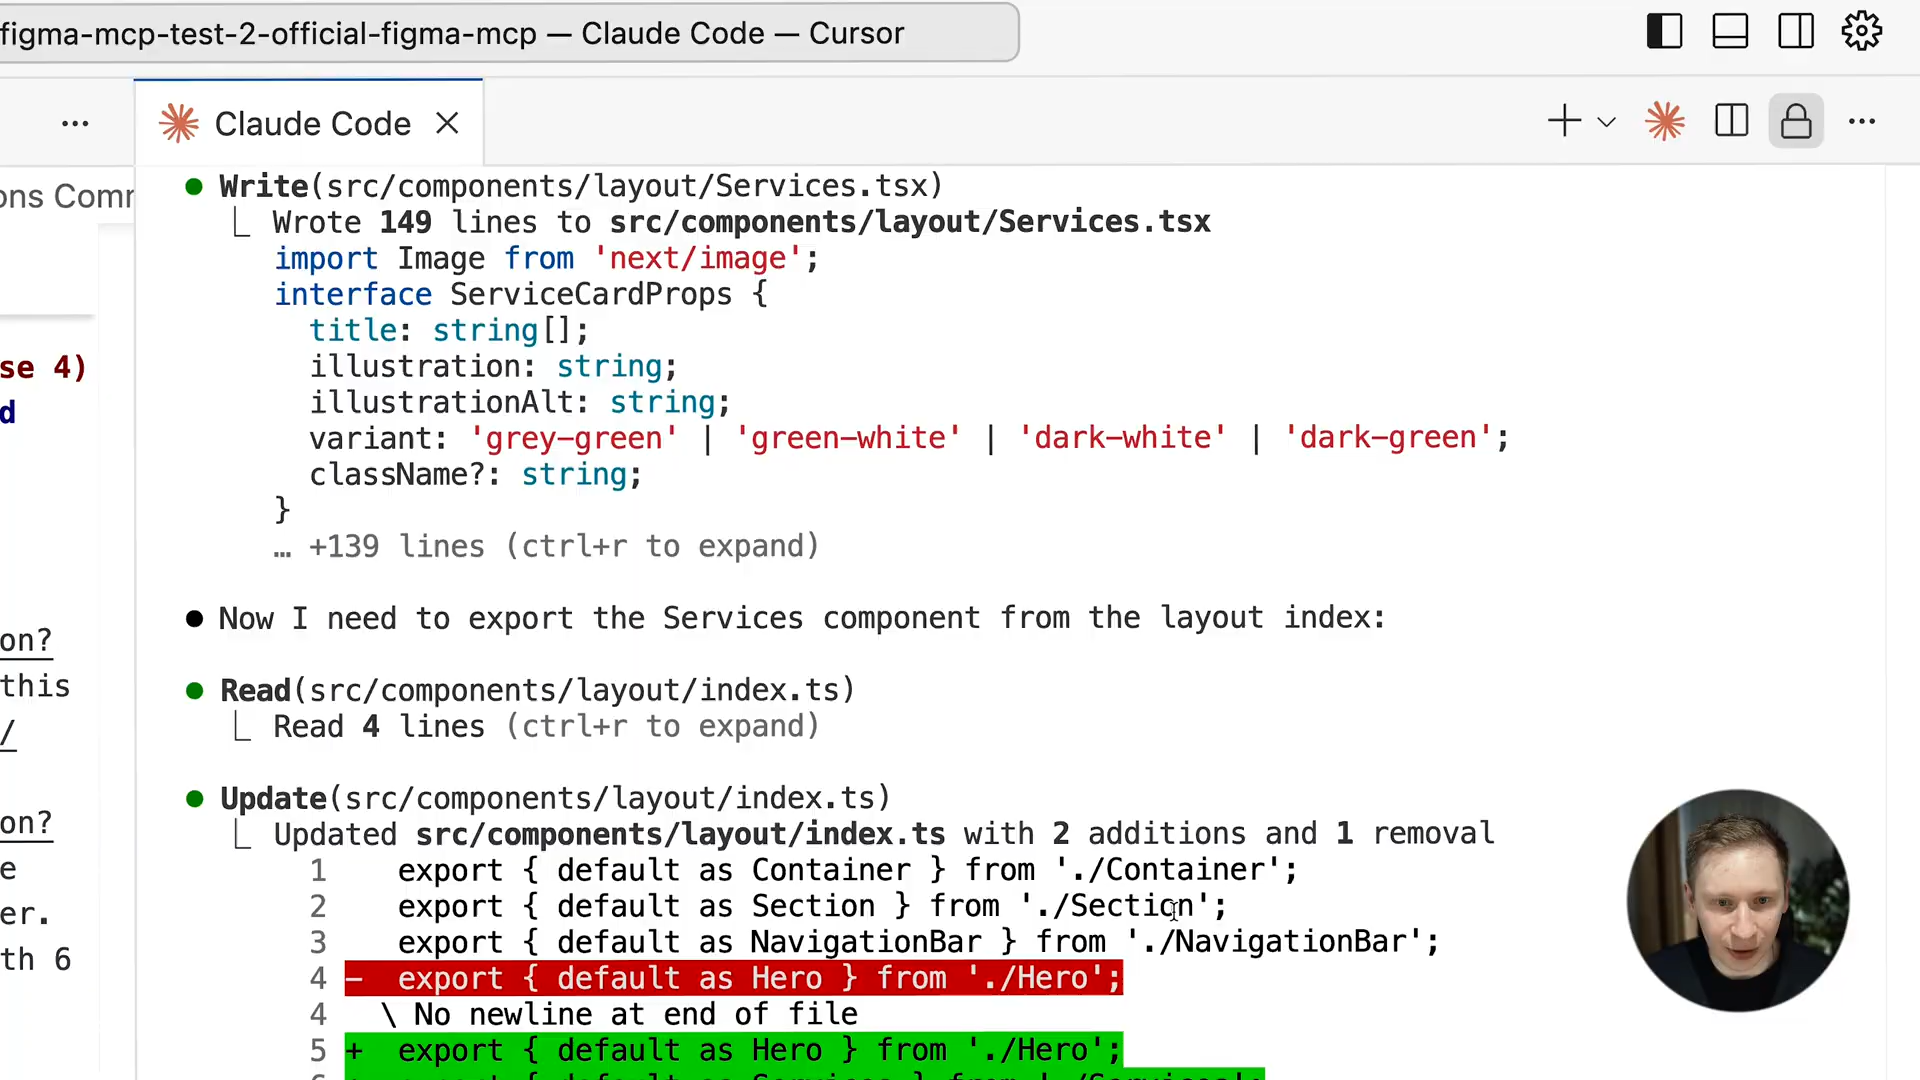 figma-mcp-test-2-official-figma-mcp — Claude Code — Cursor
Claude Code
ons Comm
se 4)
d
on?
this
/
on?
e
er.
th 6
Write(src/components/layout/Services.tsx)
Wrote 149 lines to src/components/layout/Services.tsx
import Image from 'next/image';
interface ServiceCardProps {
title: string[];
illustration: string;
illustrationAlt: string;
variant: 'grey-green' | 'green-white' | 'dark-white' | 'dark-green';
className?: string;
}
… +139 lines (ctrl+r to expand)
Now I need to export the Services component from the layout index:
Read(src/components/layout/index.ts)
Read 4 lines (ctrl+r to expand)
Update(src/components/layout/index.ts)
Updated src/components/layout/index.ts with 2 additions and 1 removal
1 export { default as Container } from './Container';
2 export { default as Section } from './Section';
3 export { default as NavigationBar } from './NavigationBar';
4 - export { default as Hero } from './Hero';
4 \ No newline at end of file
5 + export { default as Hero } from './Hero';